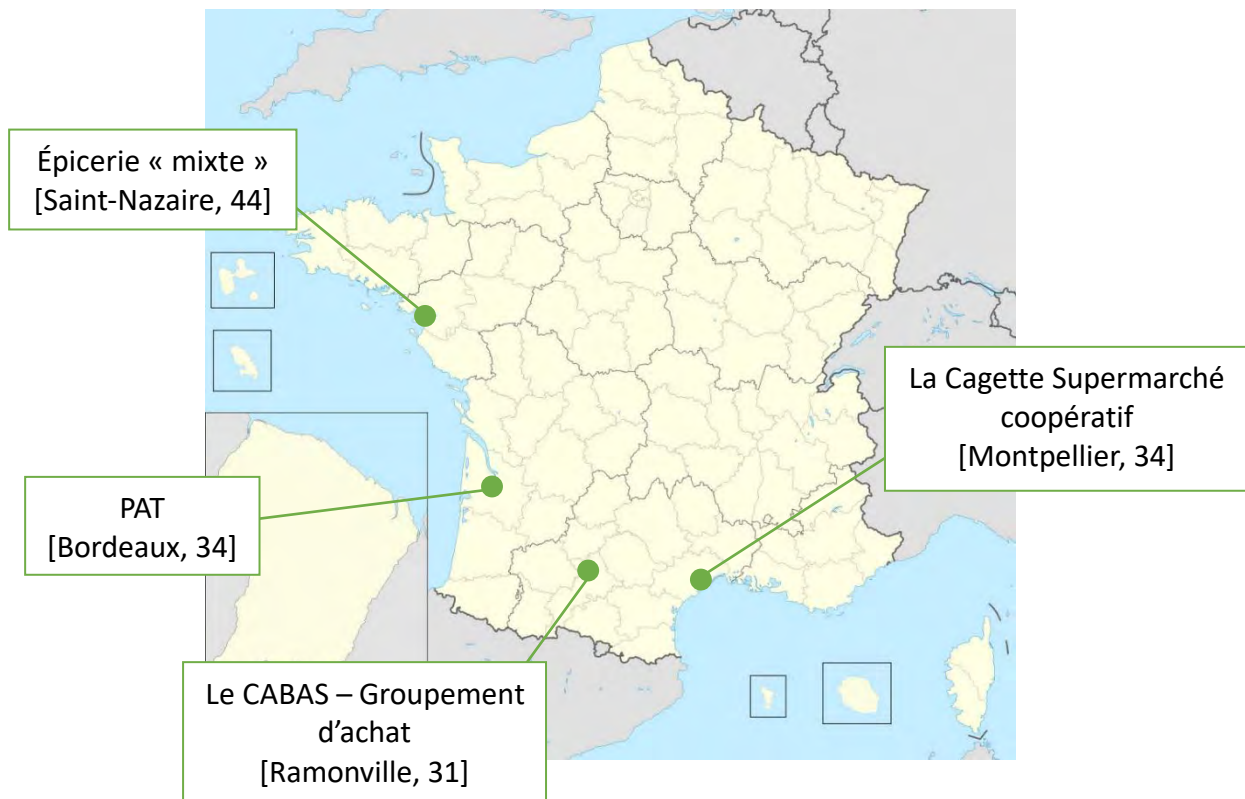 Épicerie « mixte »
[Saint-Nazaire, 44]
La Cagette Supermarché
coopératif
[Montpellier, 34]
PAT
[Bordeaux, 34]
Le CABAS – Groupement
d’achat
[Ramonville, 31]